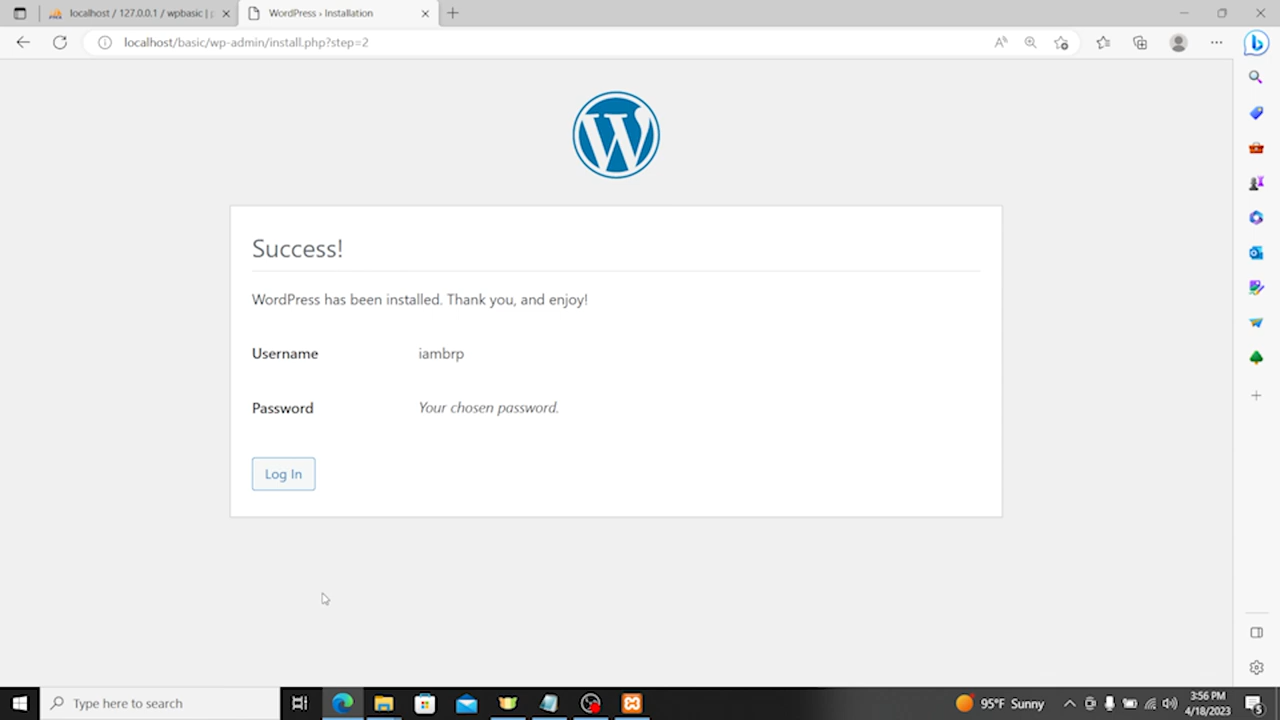 localhost / 127.0.0.1 / wpbasic | p
WordPress › Installation
localhost/basic/wp-admin/install.php?step=2
Success!
WordPress has been installed. Thank you, and enjoy!
Username iambrp
Password Your chosen password.
Log In
Type here to search
95°F Sunny
3:56 PM
4/18/2023
5